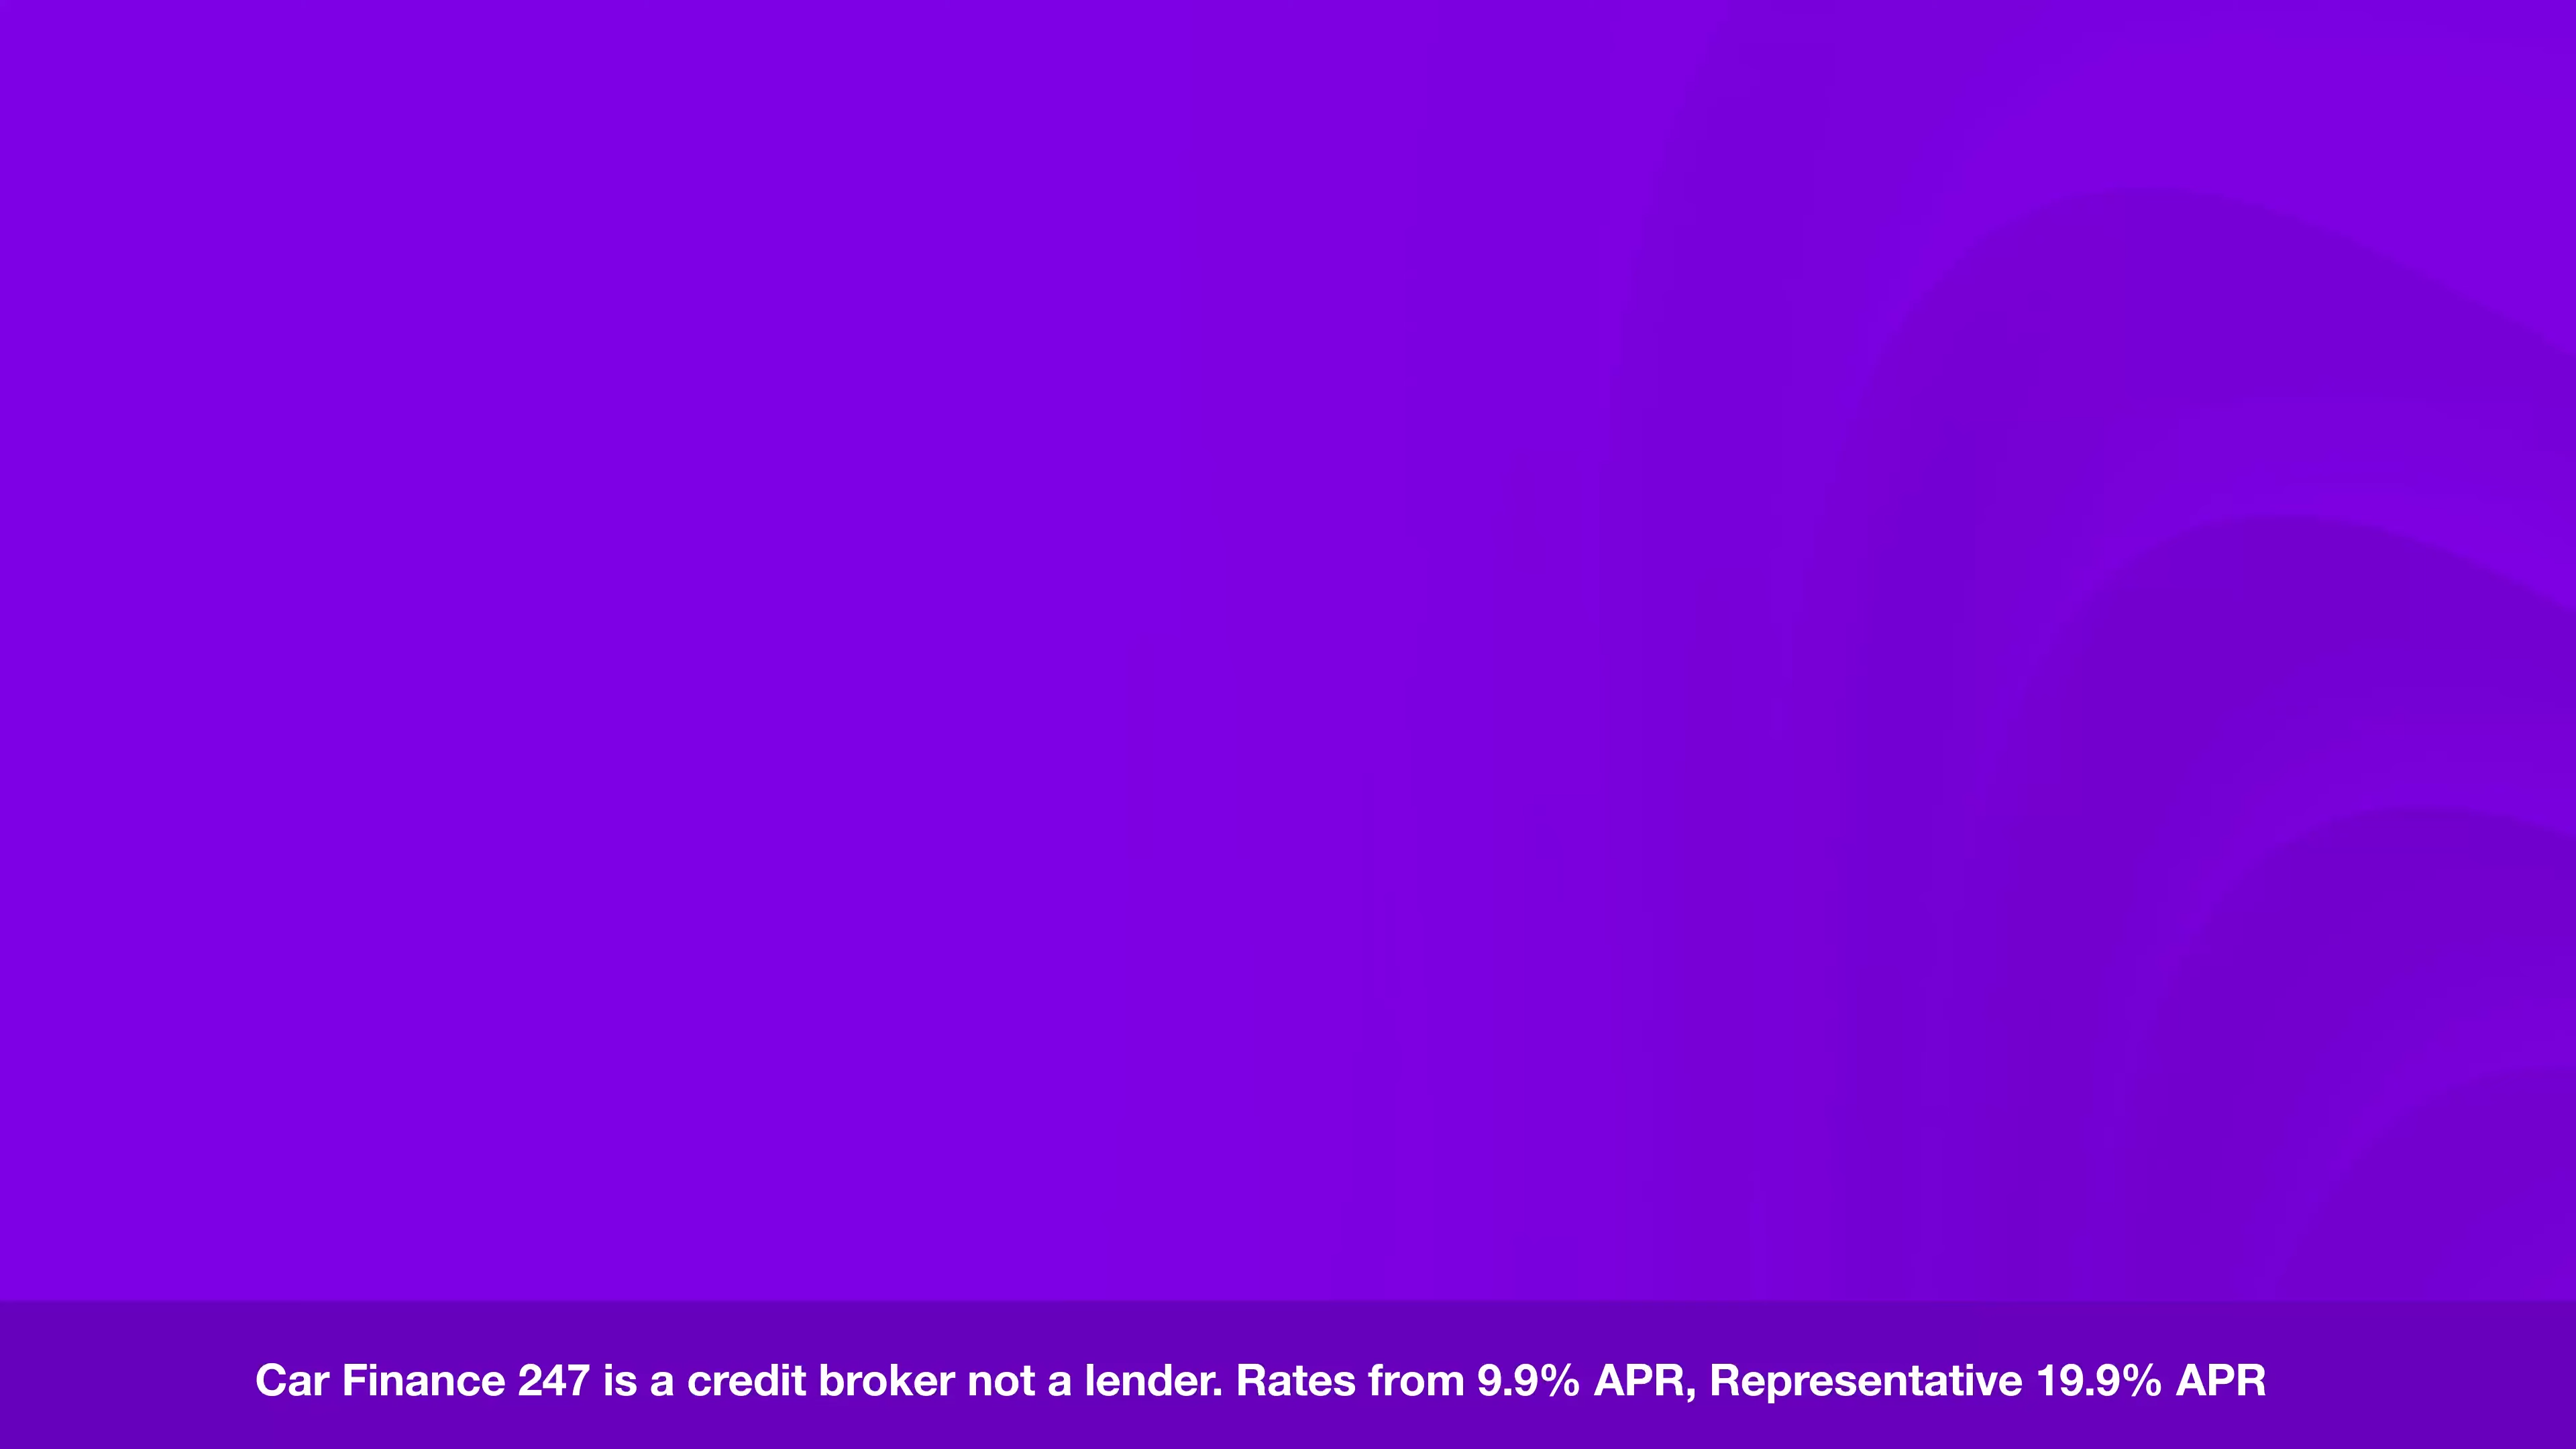 Car Finance 247 is a credit broker not a lender. Rates from 9.9% APR, Representative 19.9% APR